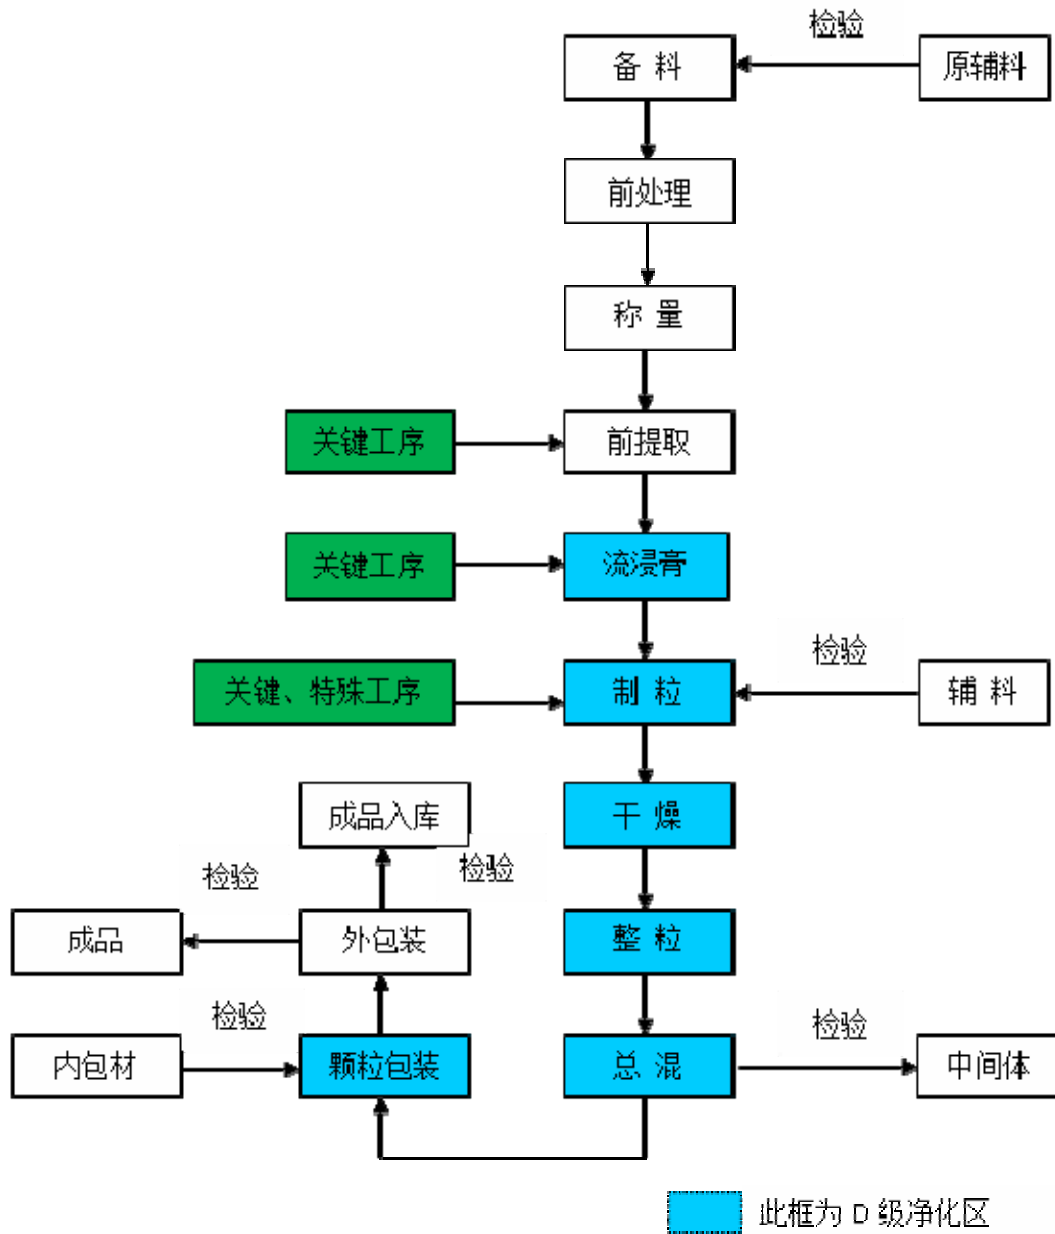 检验
备 料
原辅料
前处理
称 量
关键工序
前提取
关键工序
流浸膏
检验
关键、特殊工序
制 粒
辅 料
成品入库
干 燥
检验
检验
成品
外包装
整 粒
检验
检验
内包材
颗粒包装
总 混
中间体
此框为 D 级净化区